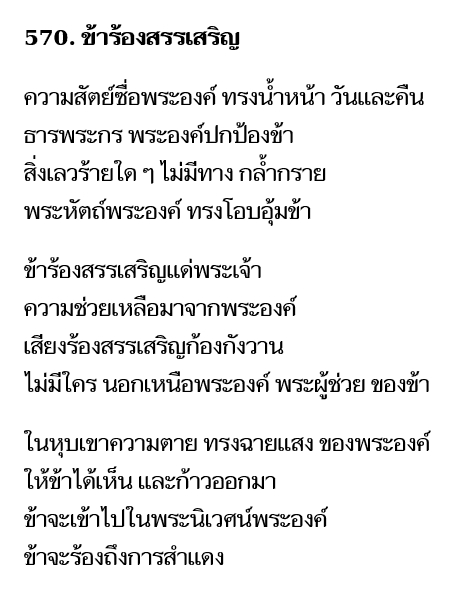 570. ข้าร้องสรรเสริญ
ความสัตย์ซื่อพระองค์ ทรงน้ำหน้า วันและคืน
ธารพระกร พระองค์ปกป้องข้า
สิ่งเลวร้ายใด ๆ ไม่มีทาง กล้ำกราย
พระหัตถ์พระองค์ ทรงโอบอุ้มข้า
ข้าร้องสรรเสริญแด่พระเจ้า
ความช่วยเหลือมาจากพระองค์
เสียงร้องสรรเสริญก้องกังวาน
ไม่มีใคร นอกเหนือพระองค์ พระผู้ช่วย ของข้า
ในหุบเขาความตาย ทรงฉายแสง ของพระองค์
ให้ข้าได้เห็น และก้าวออกมา
ข้าจะเข้าไปในพระนิเวศน์พระองค์
ข้าจะร้องถึงการสำแดง